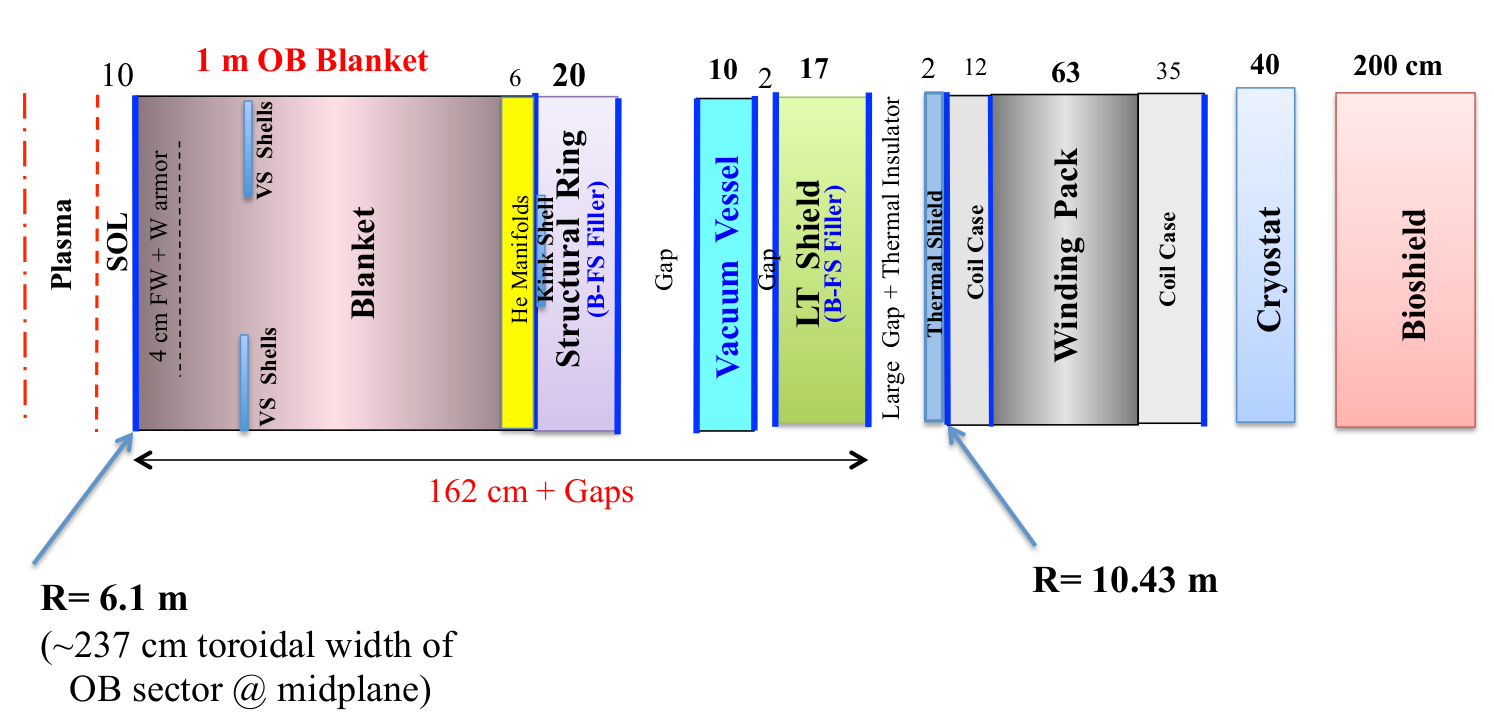 10
1 m OB Blanket
6
20
10
2
17
2
12
63
35
40
200 cm
Plasma
SOL
4 cm FW + W armor
VS Shells
VS Shells
Blanket
He Manifolds
Kink Shell
Structural Ring
(B-FS Filler)
Gap
Vacuum Vessel
Gap
LT Shield
(B-FS Filler)
Large Gap + Thermal Insulator
Thermal Shield
Coil Case
Winding Pack
Coil Case
Cryostat
Bioshield
162 cm + Gaps
R= 6.1 m
(~237 cm toroidal width of
OB sector @ midplane)
R= 10.43 m